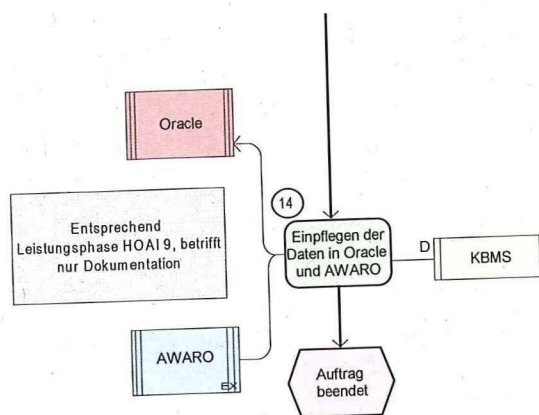 Oracle
14
Entsprechend
Leistungsphase HOAI 9, betrifft
nur Dokumentation
Einpflegen der
Daten in Oracle
und AWARO
D
KBMS
AWARO
EX
Auftrag
beendet